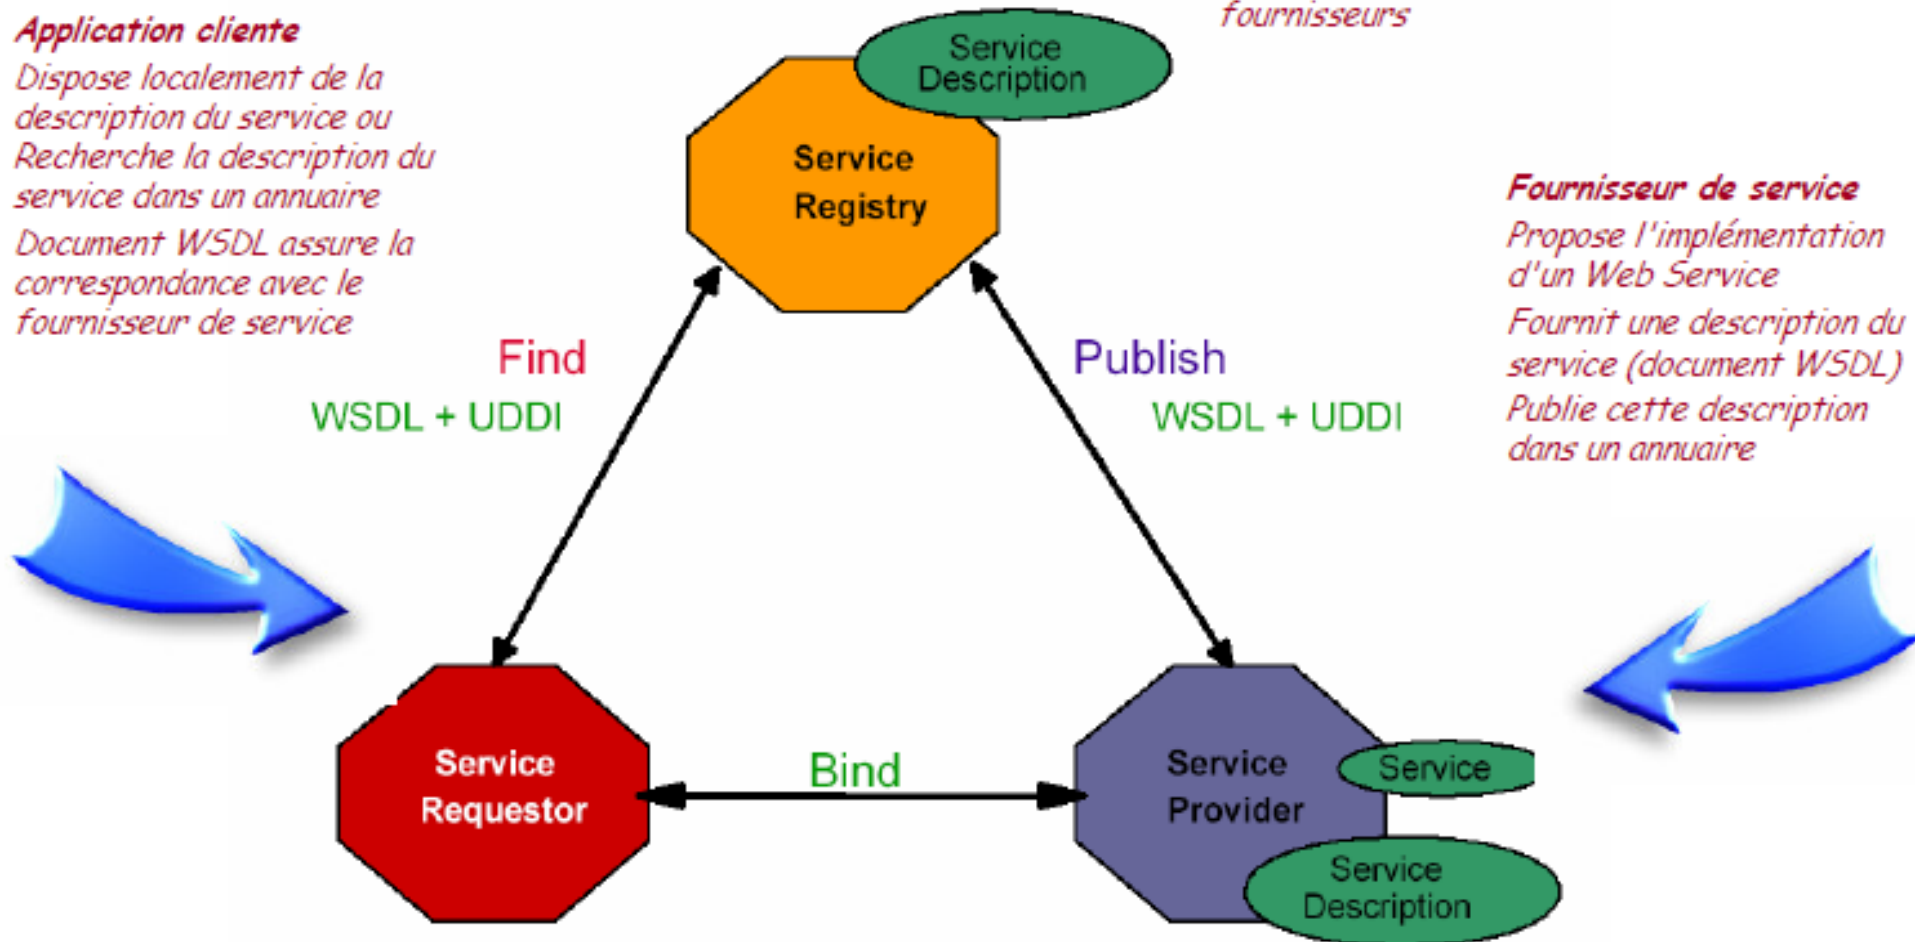 fournisseurs
Application cliente
Dispose localement de la
description du service ou
Recherche la description du
service dans un annuaire
Document WSDL assure la
correspondance avec le
fournisseur de service
Service
Description
Service
Registry
Fournisseur de service
Propose l'implémentation
d'un Web Service
Fournit une description du
service (document WSDL)
Publie cette description
dans un annuaire
Find
WSDL + UDDI
Publish
WSDL + UDDI
Service
Requestor
Bind
Service
Provider
Service
Service
Description